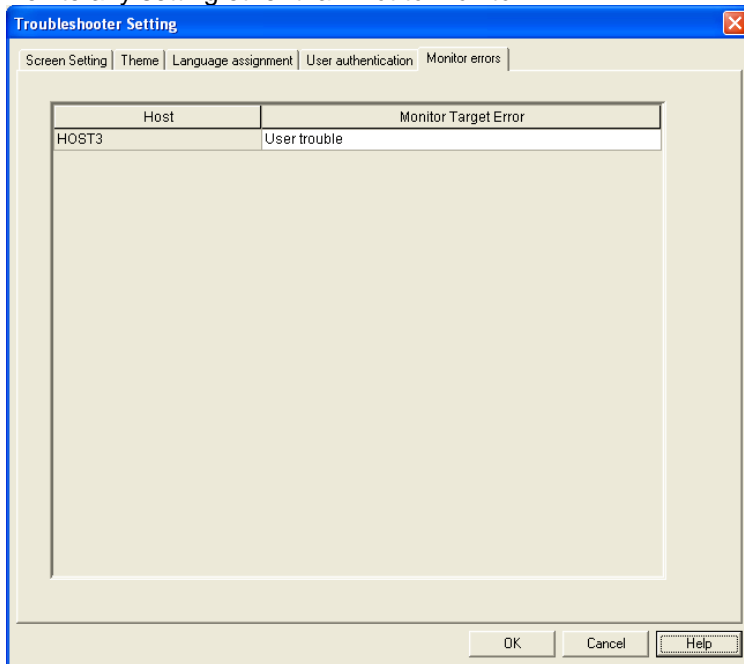 Troubleshooter Setting
Screen Setting Theme Language assignment User authentication Monitor errors
Host Monitor Target Error
HOST3 User trouble
OK Cancel Help